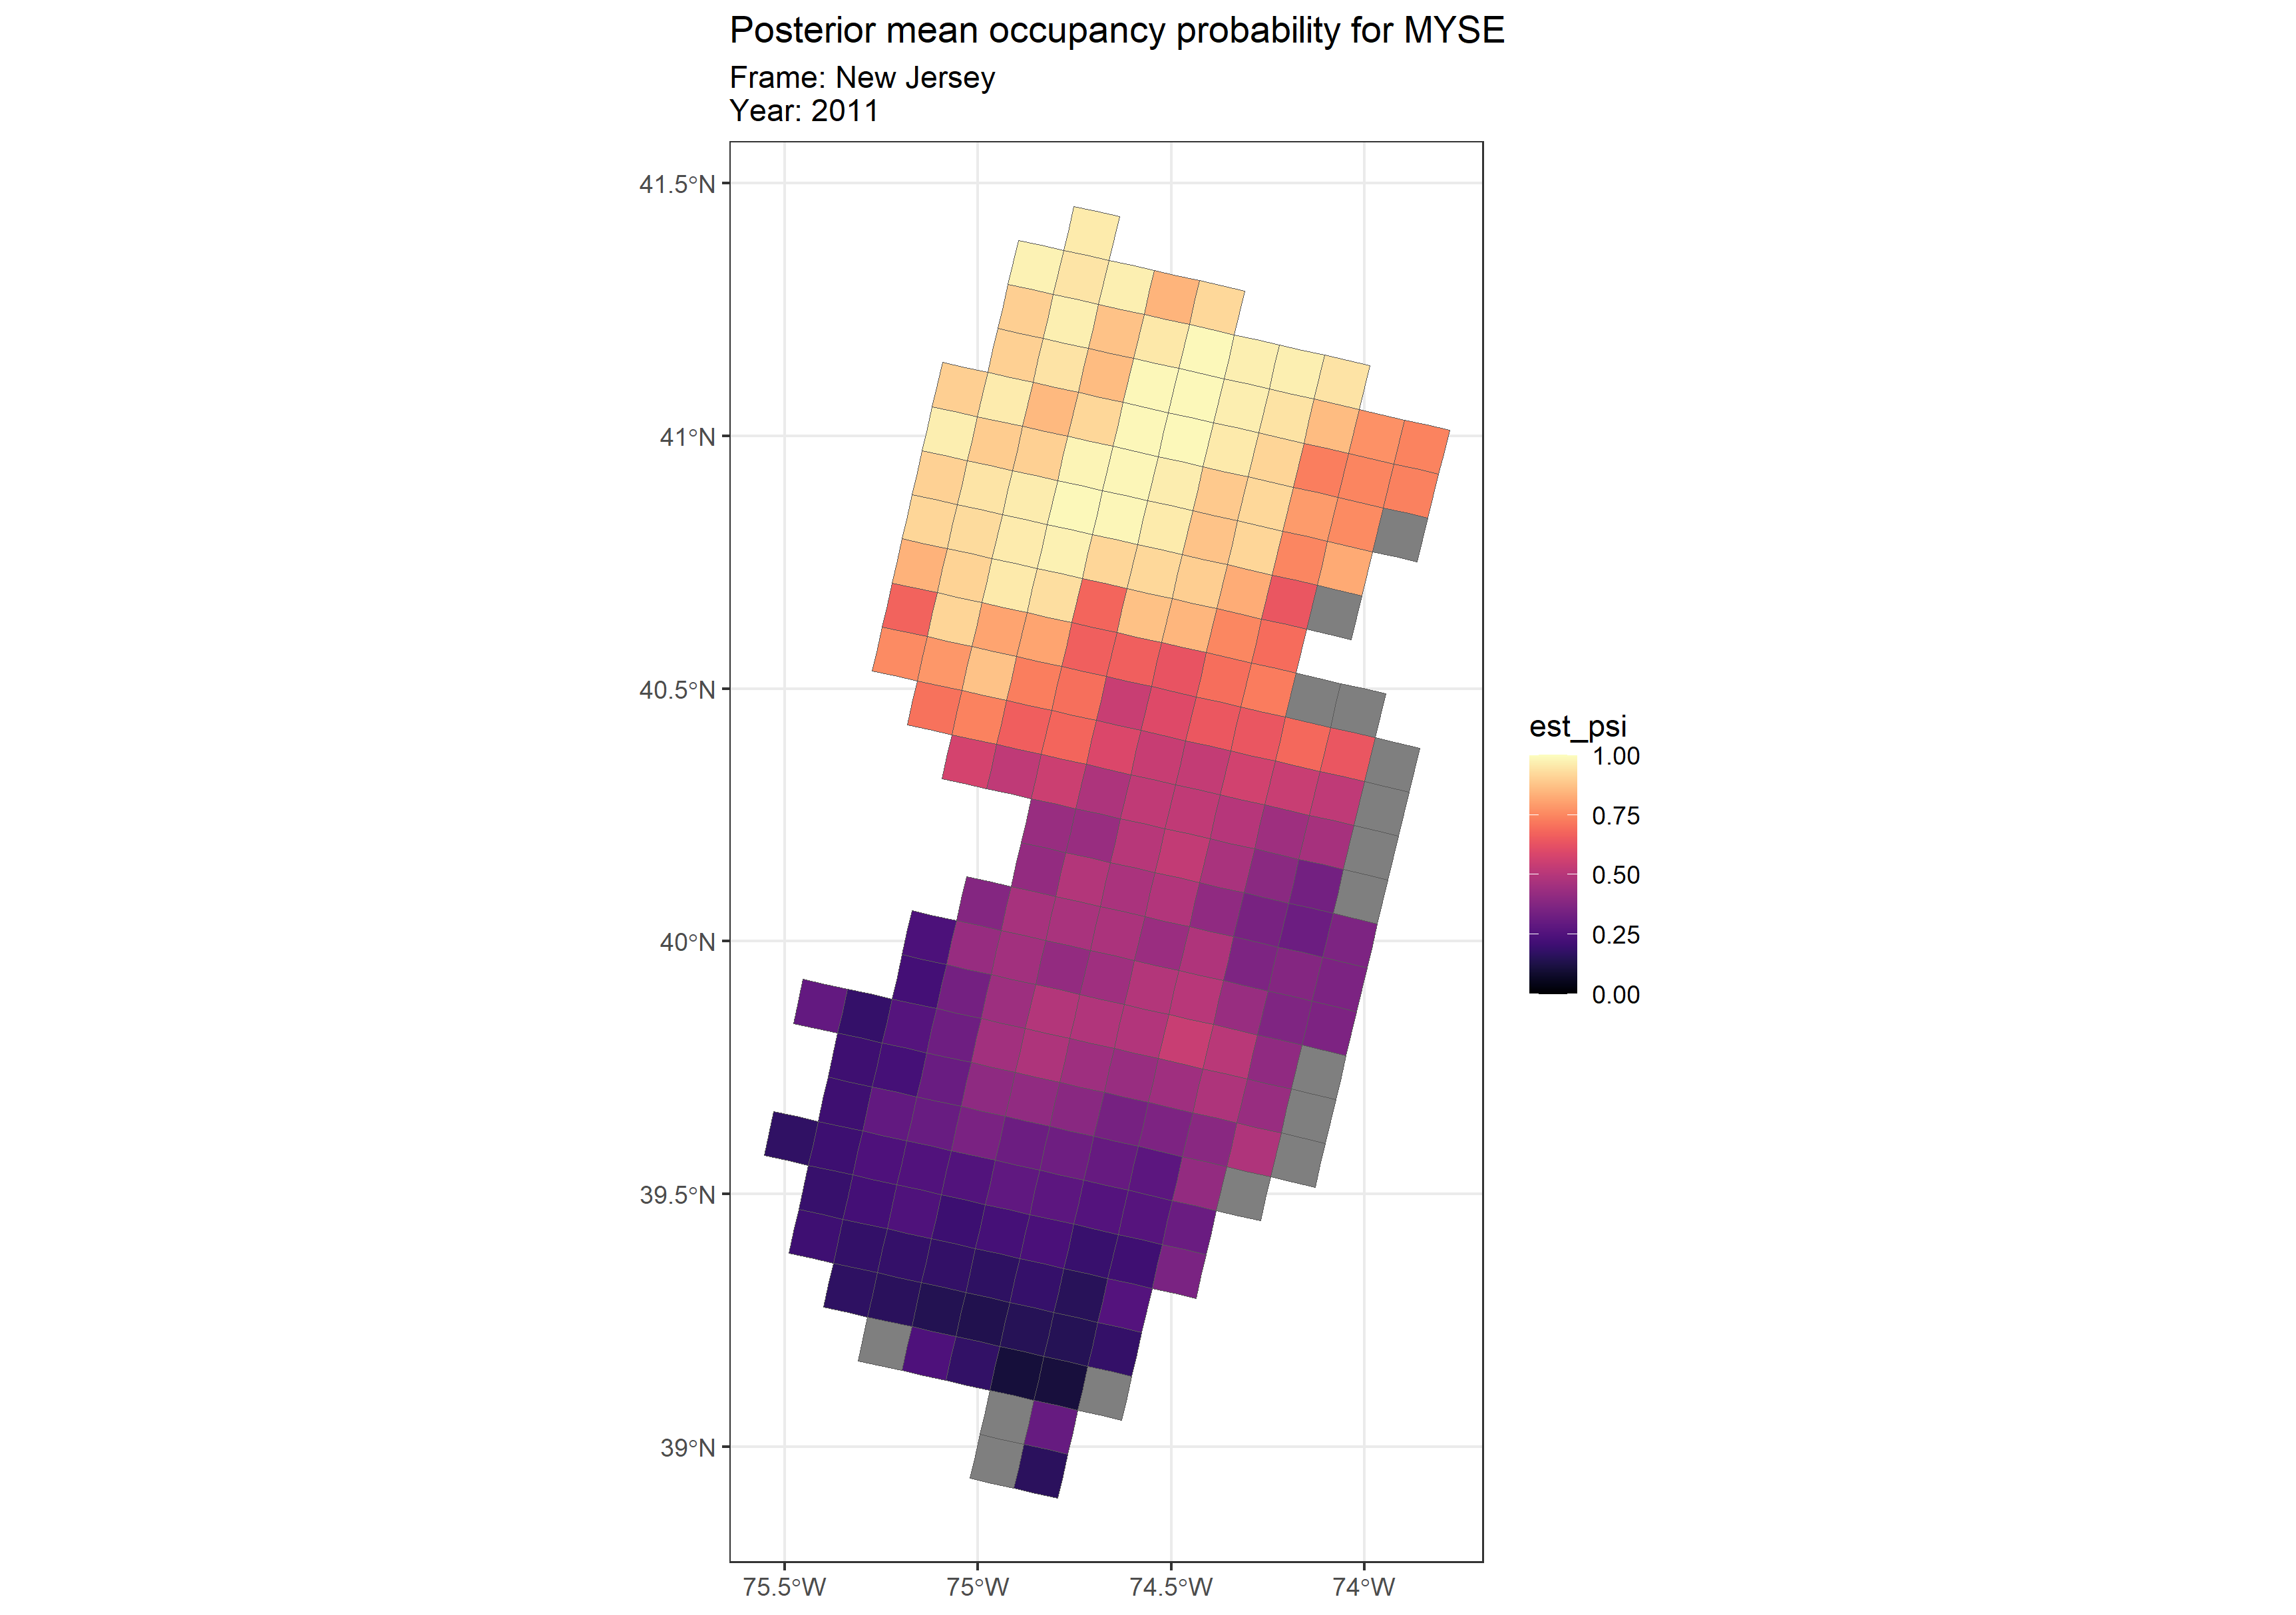 Posterior mean occupancy probability for MYSE
Frame: New Jersey
Year: 2011
41.5°N
41°N
40.5°N
40°N
39.5°N
39°N
75.5°W
75°W
74.5°W
74°W
est_psi
1.00
0.75
0.50
0.25
0.00